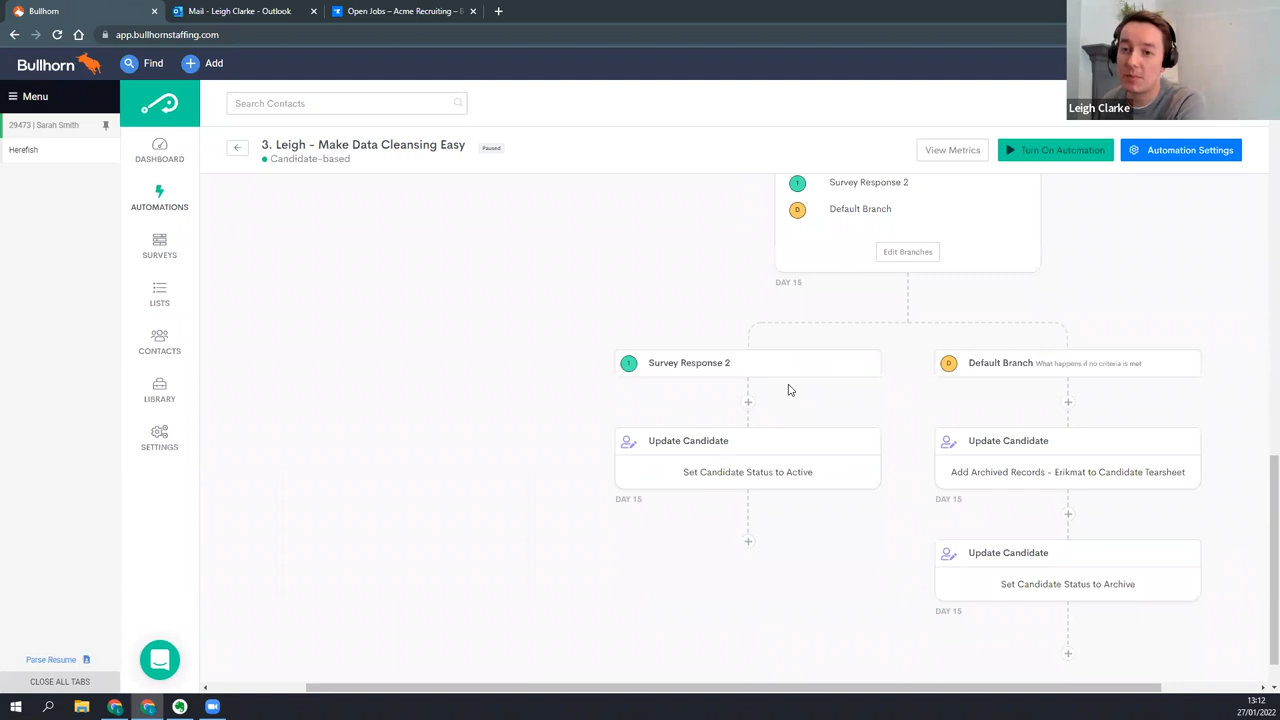 Bullhorn
Mail - Leigh Clarke - Outlook
Open Jobs – Acme Recruiting – E
app.bullhornstaffing.com
Bullhorn
Find
Add
Menu
29473 | Sarah Smith
Herefish
DASHBOARD
AUTOMATIONS
SURVEYS
LISTS
CONTACTS
LIBRARY
SETTINGS
Parse Resume
CLOSE ALL TABS
Search Contacts
Leigh Clarke
3. Leigh - Make Data Cleansing Easy
Paused
Candidate-based
View Metrics
Turn On Automation
Automation Settings
1 Survey Response 2
D Default Branch
Edit Branches
DAY 15
1 Survey Response 2
D Default Branch What happens if no criteria is met
Update Candidate
Set Candidate Status to Active
DAY 15
Update Candidate
Add Archived Records - Erikmat to Candidate Tearsheet
DAY 15
Update Candidate
Set Candidate Status to Archive
DAY 15
13:12
27/01/2022